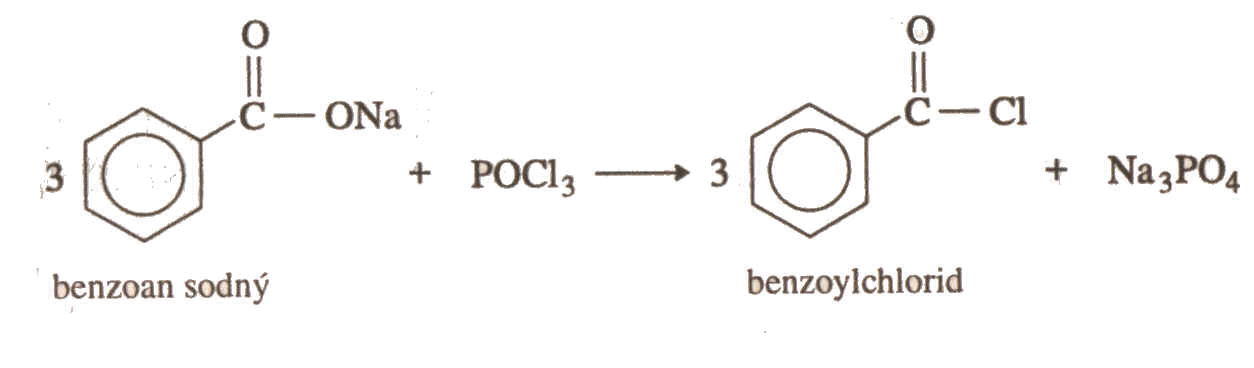 O O
C — ONa C — Cl
3 + POCl₃ ⟶ 3 + Na₃PO₄
benzoan sodný benzoylchlorid